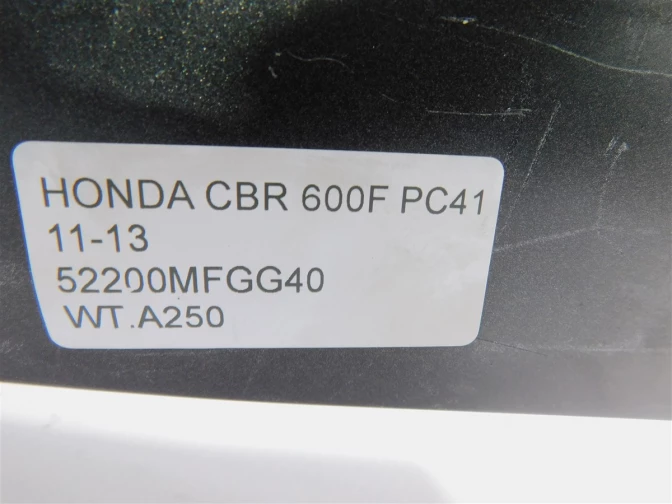 HONDA CBR 600F PC41
11-13
52200MFGG40
WT.A250